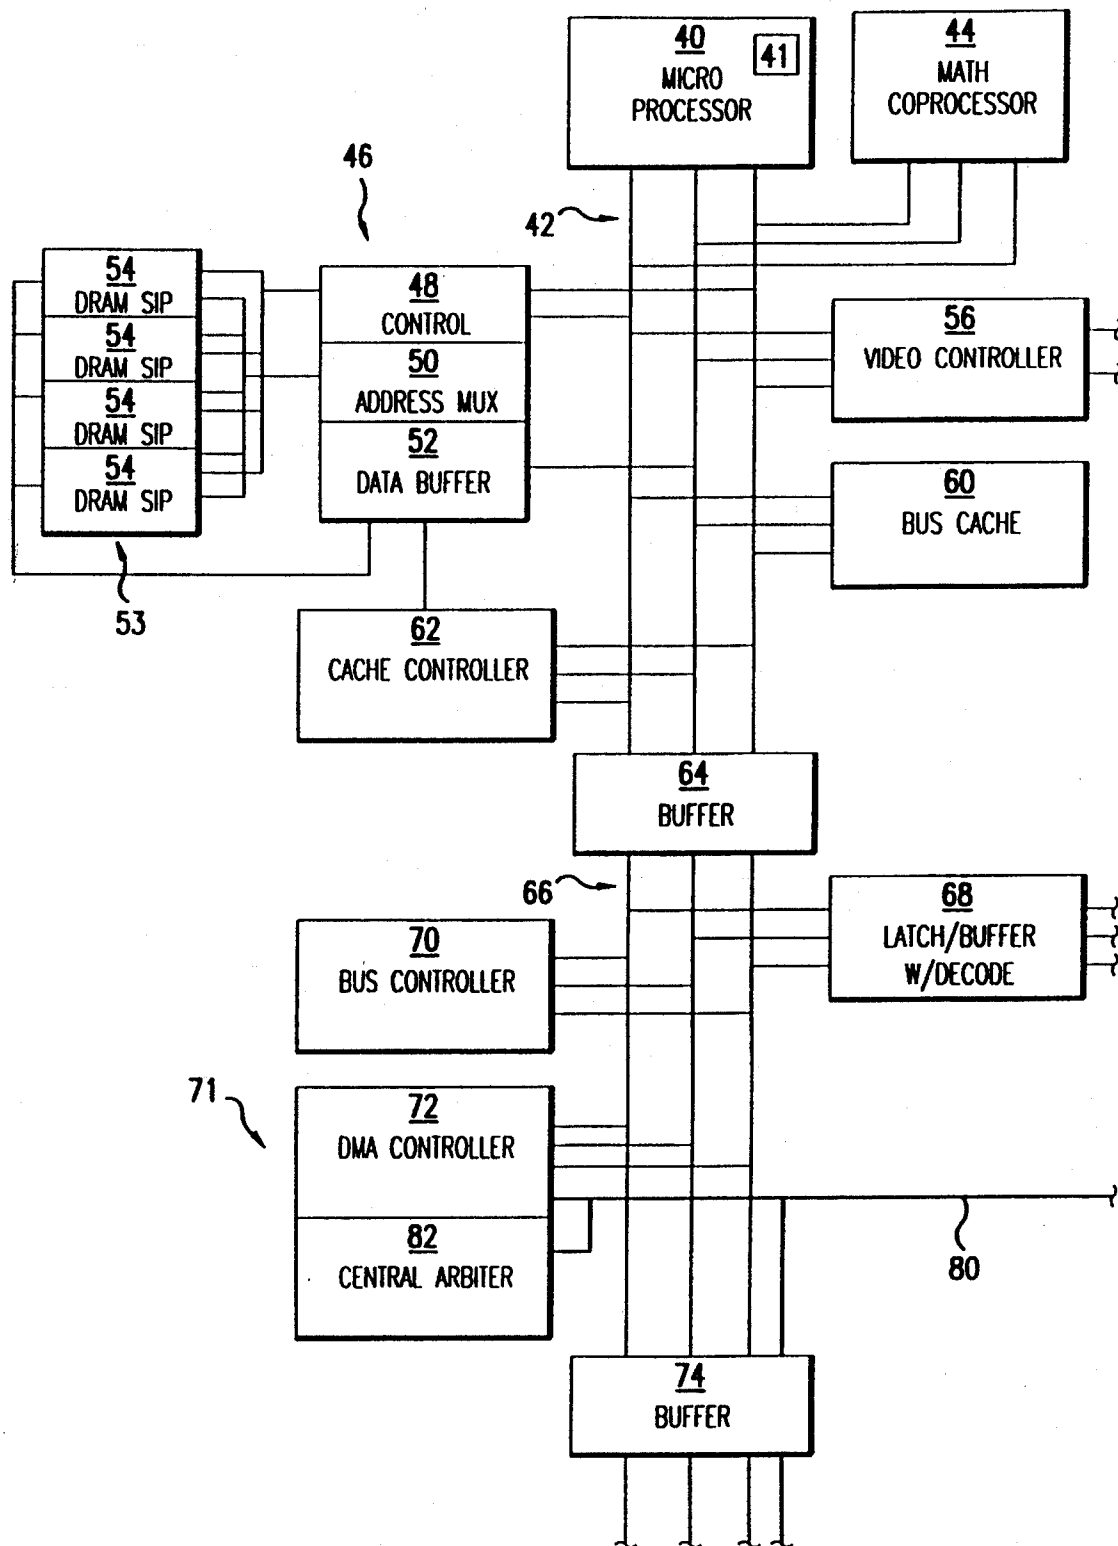 40
MICRO
PROCESSOR
41
44
MATH
COPROCESSOR
46
42
54
DRAM SIP
54
DRAM SIP
54
DRAM SIP
54
DRAM SIP
53
48
CONTROL
50
ADDRESS MUX
52
DATA BUFFER
56
VIDEO CONTROLLER
60
BUS CACHE
62
CACHE CONTROLLER
64
BUFFER
66
68
LATCH/BUFFER
W/DECODE
70
BUS CONTROLLER
71
72
DMA CONTROLLER
82
CENTRAL ARBITER
80
74
BUFFER